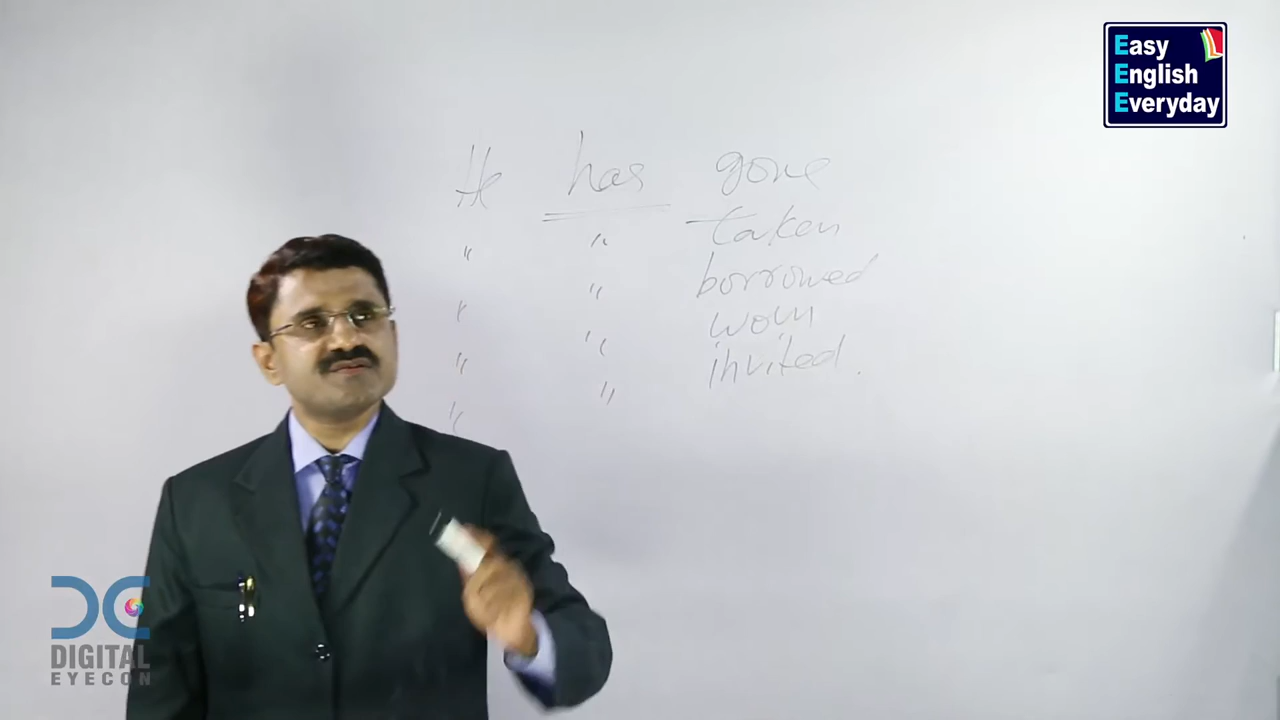 Easy
English
Everyday
He has gone
" " taken
" " borrowed
" " won
" " invited.
"
DIGITAL
EYECON